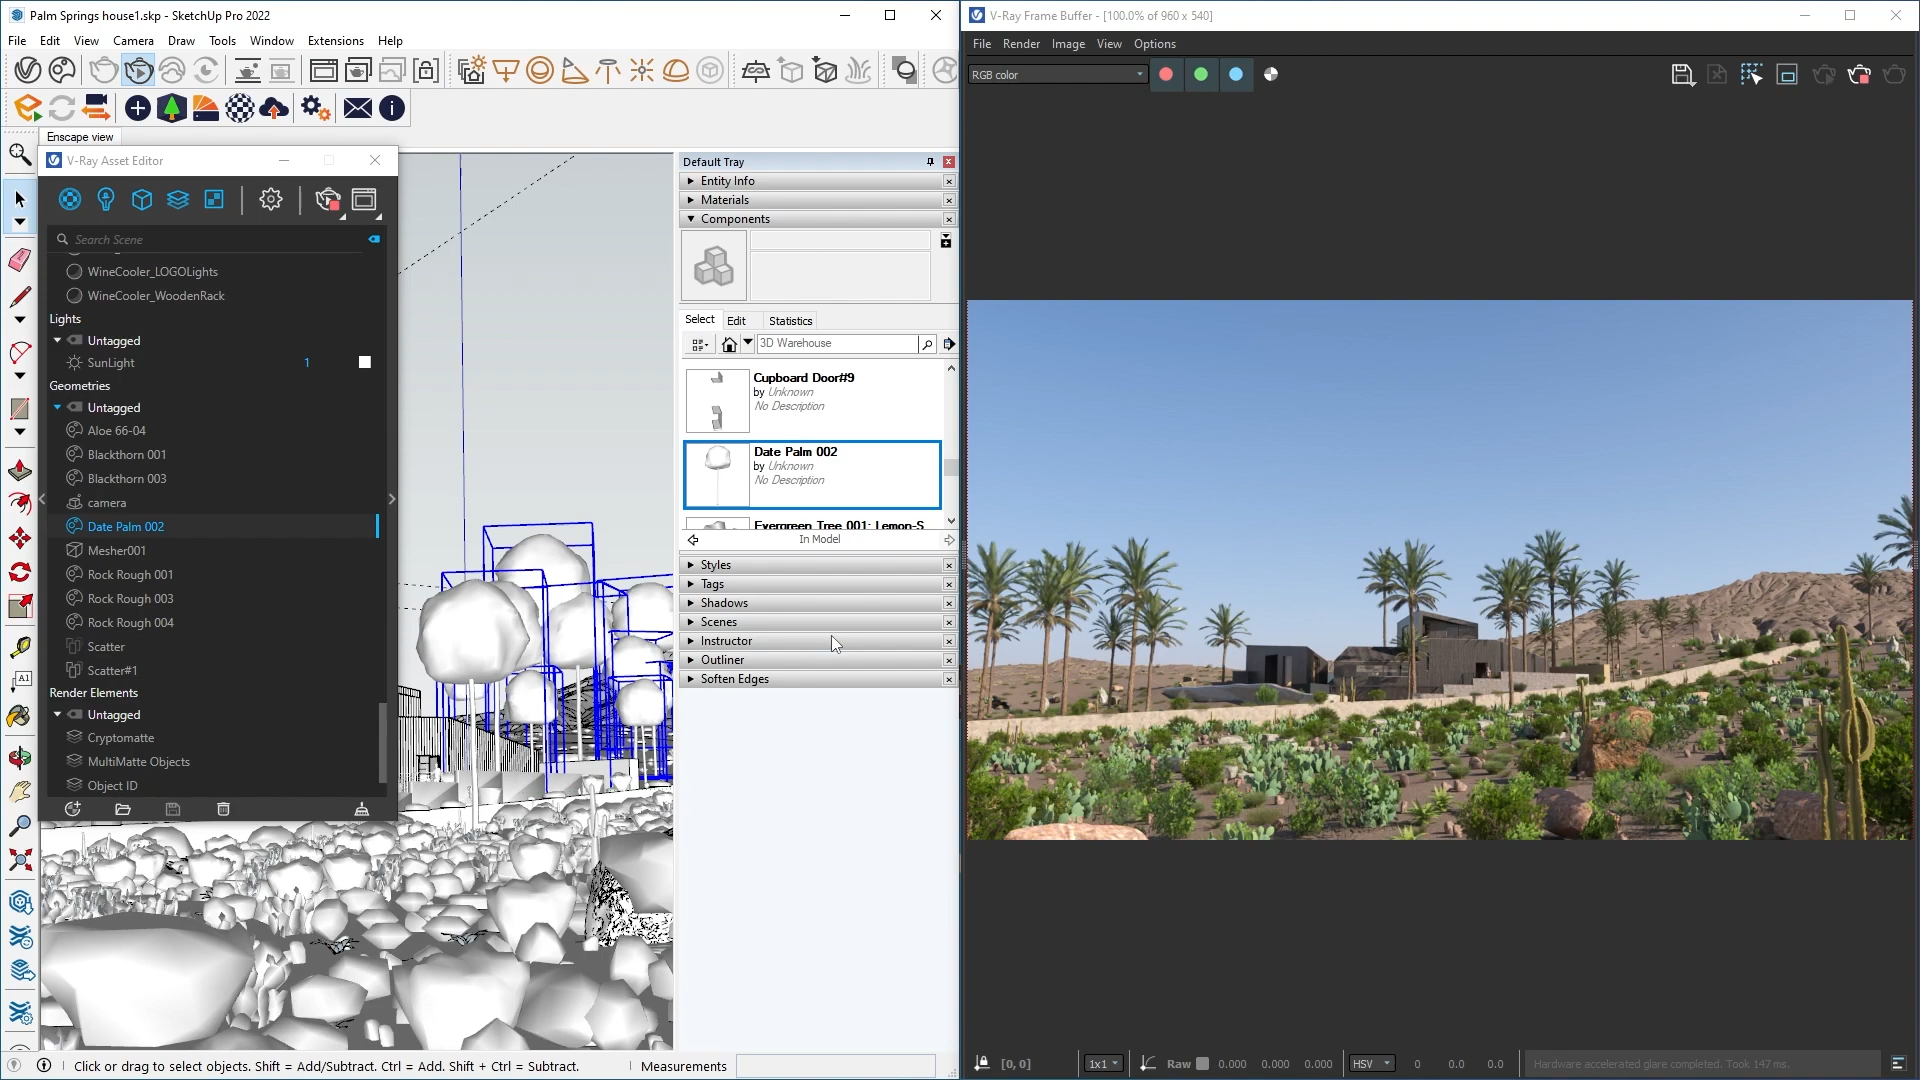 Palm Springs house1.skp - SketchUp Pro 2022
File Edit View Camera Draw Tools Window Extensions Help
Enscape view
V-Ray Asset Editor
Search Scene
WineCooler_LOGOLights
WineCooler_WoodenRack
Lights
Untagged
SunLight 1
Geometries
Untagged
Aloe 66-04
Blackthorn 001
Blackthorn 003
camera
Date Palm 002
Mesher001
Rock Rough 001
Rock Rough 003
Rock Rough 004
Scatter
Scatter#1
Render Elements
Untagged
Cryptomatte
MultiMatte Objects
Object ID
A1
Default Tray
Entity Info
Materials
Components
Select Edit Statistics
3D Warehouse
Cupboard Door#9
by Unknown
No Description
Date Palm 002
by Unknown
No Description
Evergreen Tree 001: Lemon-S
In Model
Styles
Tags
Shadows
Scenes
Instructor
Outliner
Soften Edges
Click or drag to select objects. Shift = Add/Subtract. Ctrl = Add. Shift + Ctrl = Subtract. Measurements
V-Ray Frame Buffer - [100.0% of 960 x 540]
File Render Image View Options
RGB color
[0, 0] 1x1 Raw 0.000 0.000 0.000 HSV 0 0.0 0.0 Hardware accelerated glare completed. Took 147 ms.